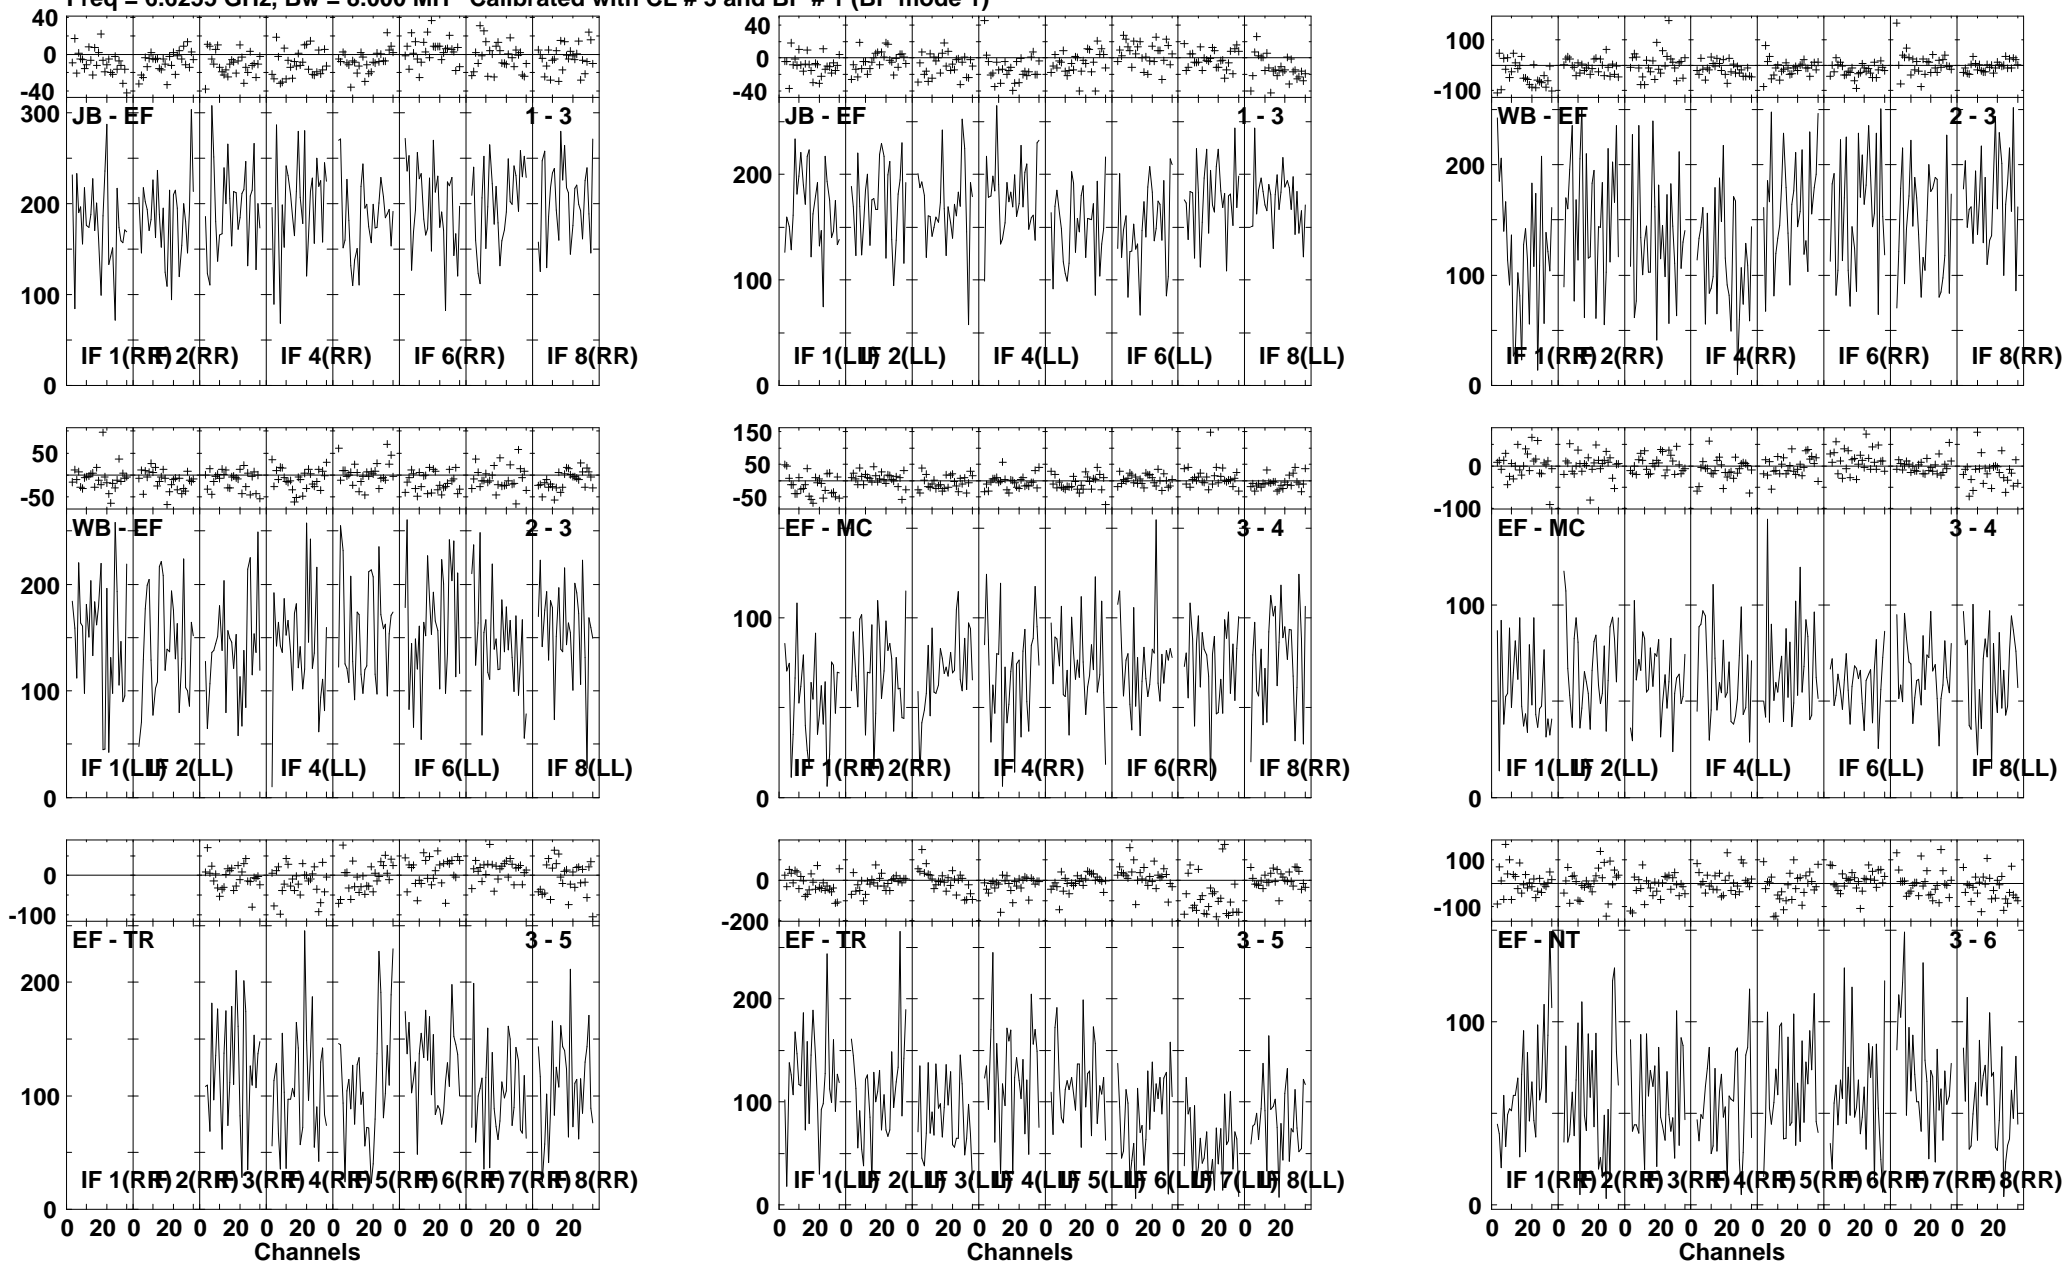 Bw = 8.000 MH Calibrated with CL # 3 and BP # 1 (BP mode 1)
40
0
-40
300
200
100
0
JB - EF 1 - 3
IF 1(RR) IF 2(RR) IF 4(RR) IF 6(RR) IF 8(RR)
40
0
-40
200
100
0
JB - EF 1 - 3
IF 1(LL) IF 2(LL) IF 4(LL) IF 6(LL) IF 8(LL)
100
0
-100
200
100
0
WB - EF 2 - 3
IF 1(RR) IF 2(RR) IF 4(RR) IF 6(RR) IF 8(RR)
50
-50
200
100
0
WB - EF 2 - 3
IF 1(LL) IF 2(LL) IF 4(LL) IF 6(LL) IF 8(LL)
150
50
-50
100
0
EF - MC 3 - 4
IF 1(RR) IF 2(RR) IF 4(RR) IF 6(RR) IF 8(RR)
0
-100
100
0
EF - MC 3 - 4
IF 1(LL) IF 2(LL) IF 4(LL) IF 6(LL) IF 8(LL)
0
-100
200
100
0
EF - TR 3 - 5
IF 1(RR) IF 2(RR) IF 3(RR) IF 4(RR) IF 5(RR) IF 6(RR) IF 7(RR) IF 8(RR)
0 20 0 20 0 20 0 20 0 20 0 20 0 20 0 20
Channels
0
-200
200
100
0
EF - TR 3 - 5
IF 1(LL) IF 2(LL) IF 3(LL) IF 4(LL) IF 5(LL) IF 6(LL) IF 7(LL) IF 8(LL)
0 20 0 20 0 20 0 20 0 20 0 20 0 20 0 20
Channels
100
0
-100
100
0
EF - NT 3 - 6
IF 1(RR) IF 2(RR) IF 3(RR) IF 4(RR) IF 5(RR) IF 6(RR) IF 7(RR) IF 8(RR)
0 20 0 20 0 20 0 20 0 20 0 20 0 20 0 20
Channels